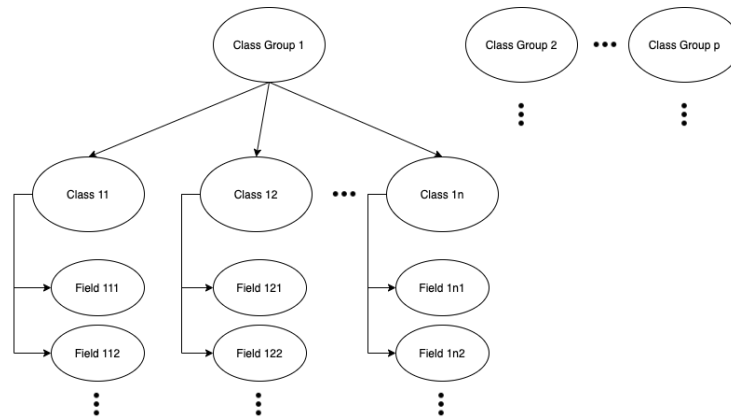 Class Group 1
Class Group 2
Class Group p
Class 11
Class 12
Class 1n
Field 111
Field 121
Field 1n1
Field 112
Field 122
Field 1n2